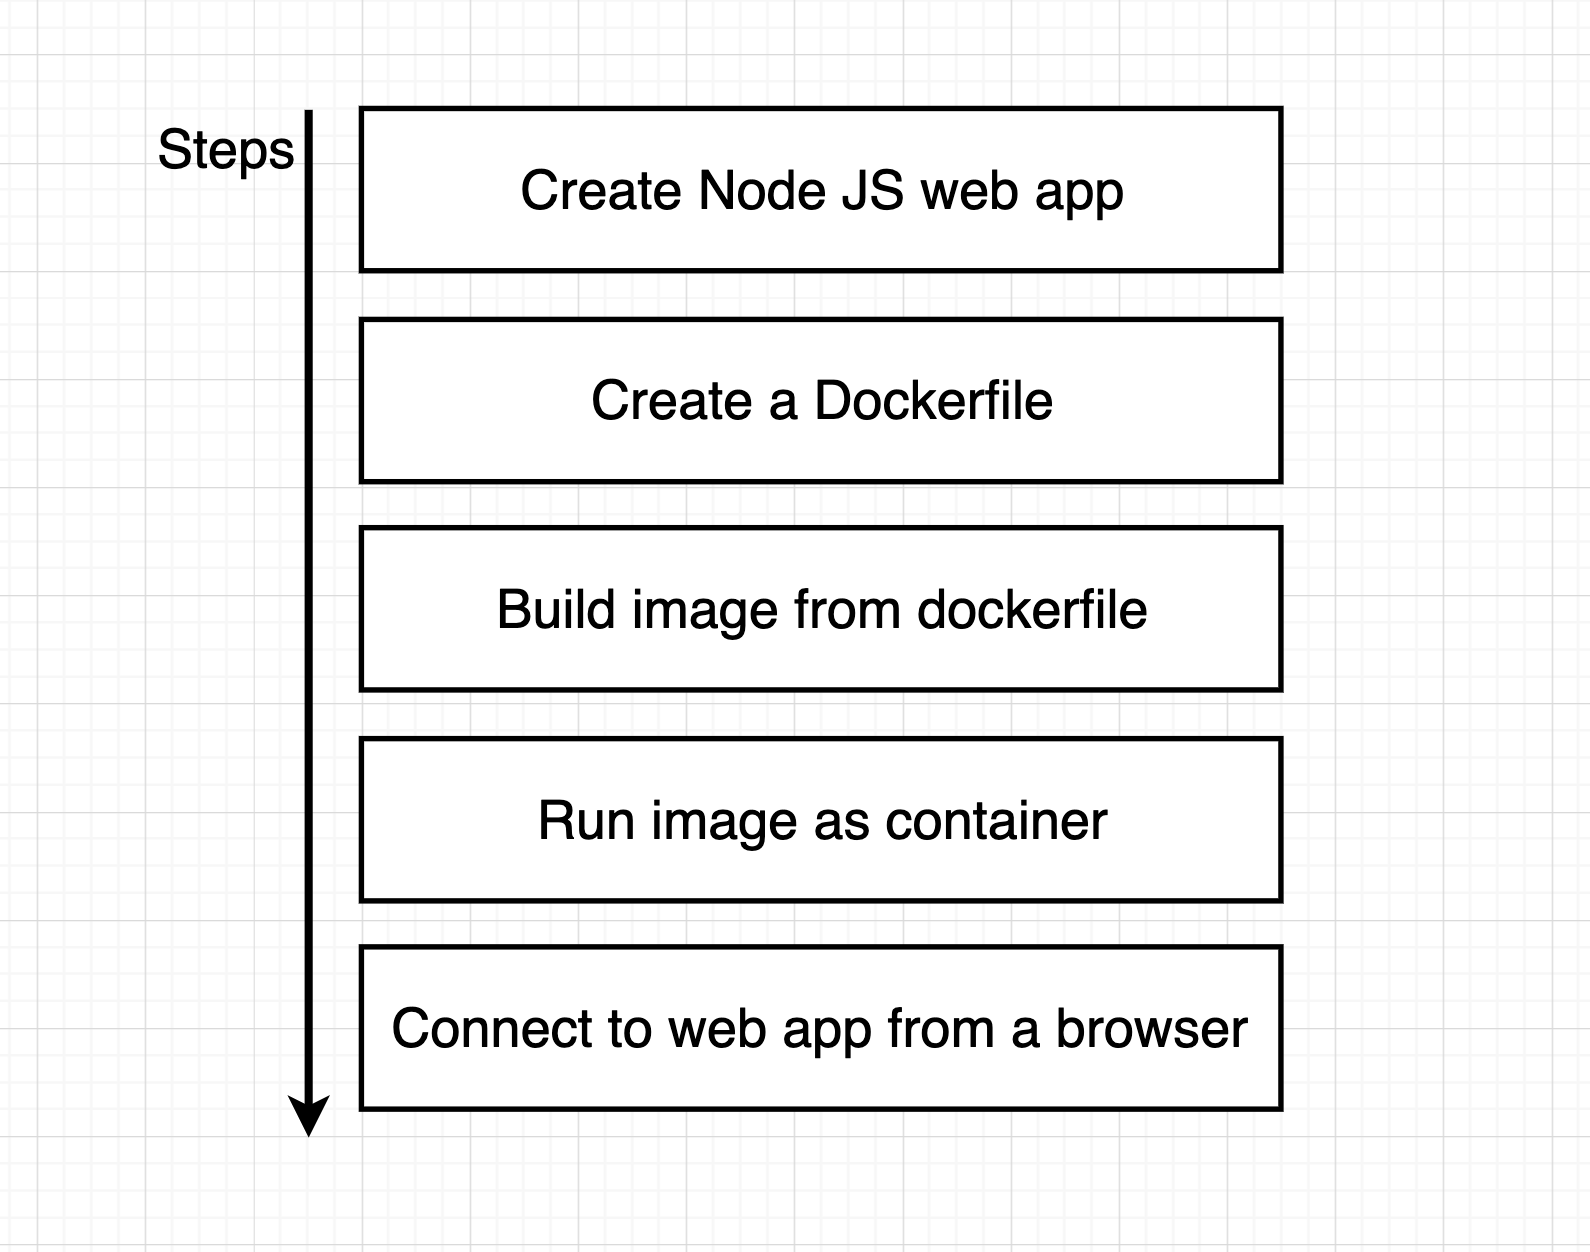 Steps
Create Node JS web app
Create a Dockerfile
Build image from dockerfile
Run image as container
Connect to web app from a browser